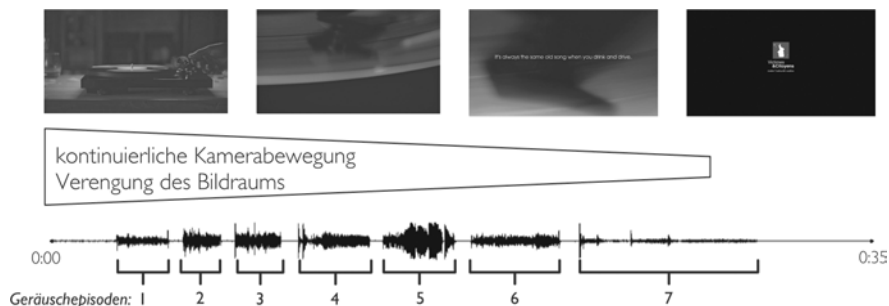 It's always the same old song when you drink and drive.
&Citoyens
kontinuierliche Kamerabewegung
Verengung des Bildraums
0:00
0:35
Geräuschepisoden: 1 2 3 4 5 6 7